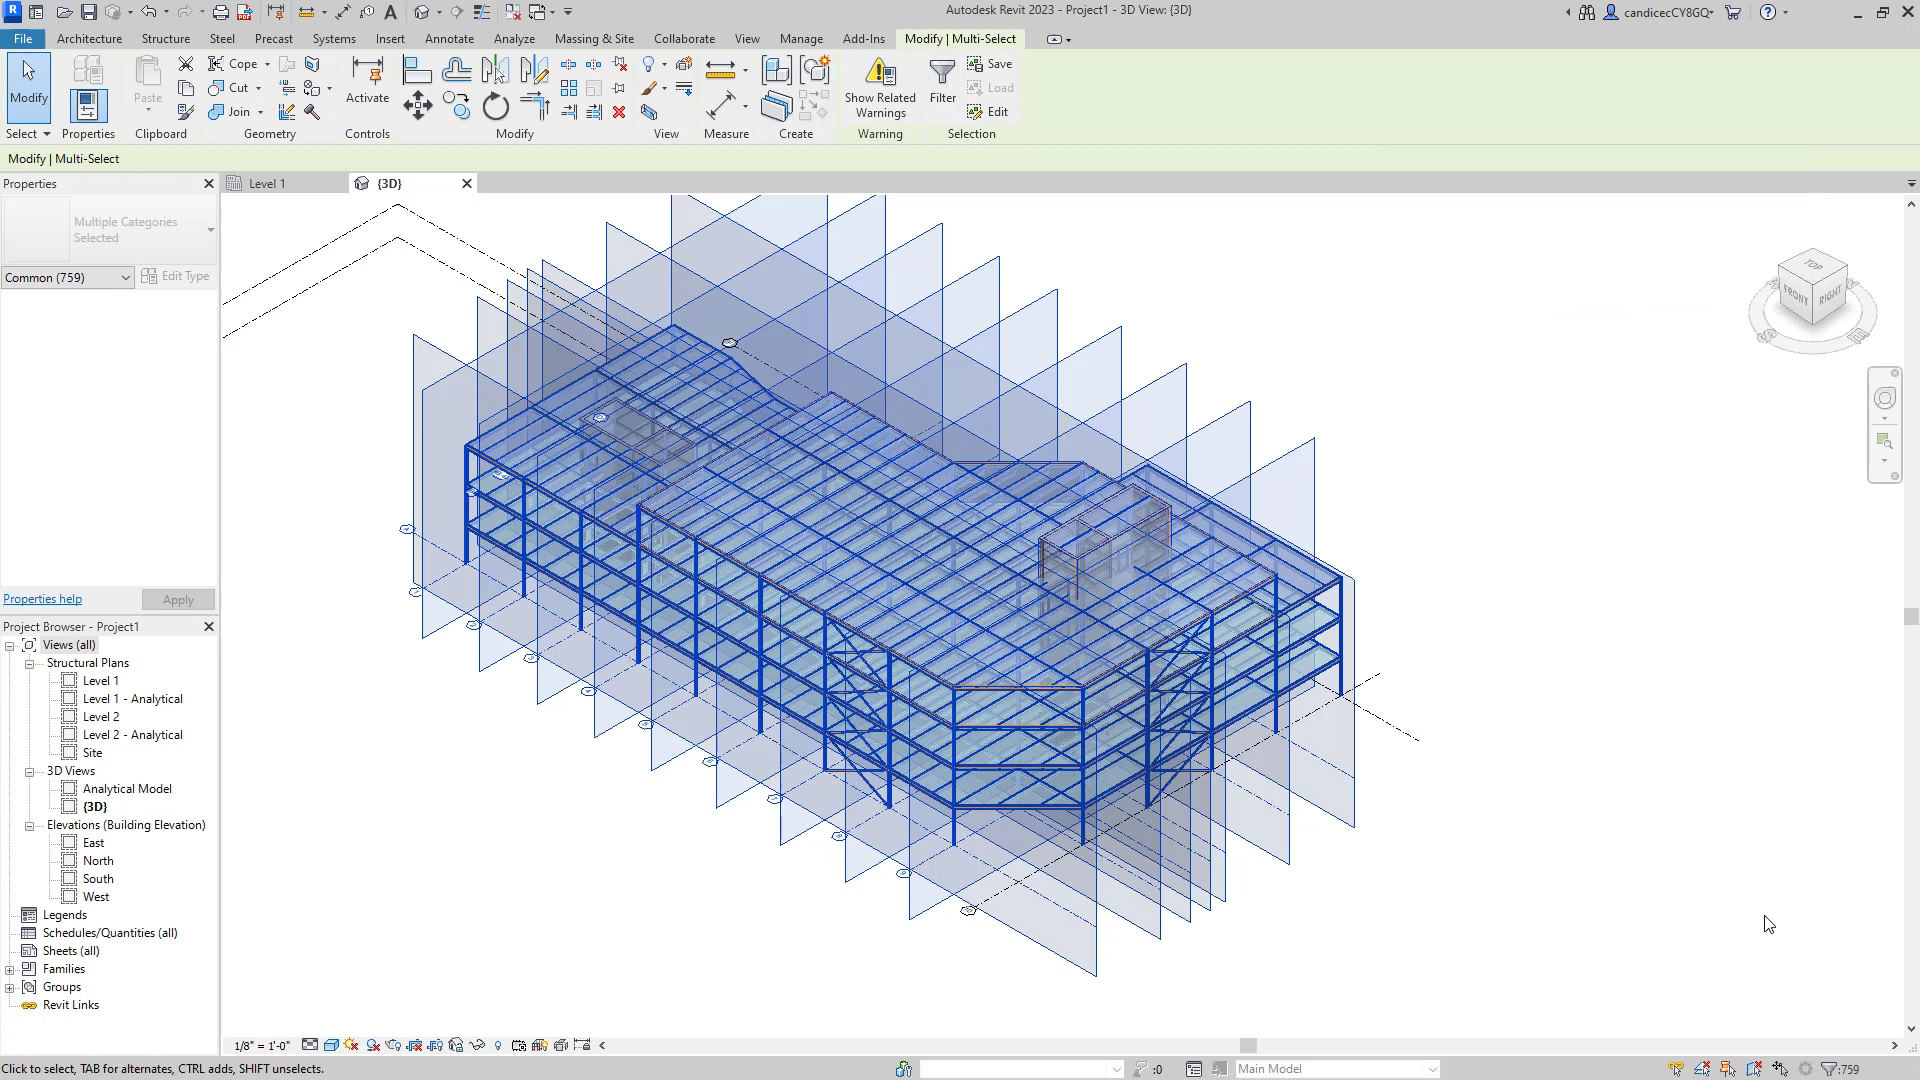 Autodesk Revit 2023 - Project1 - 3D View: {3D}
candicecCY8GQ
File
Architecture
Structure
Steel
Precast
Systems
Insert
Annotate
Analyze
Massing & Site
Collaborate
View
Manage
Add-Ins
Modify | Multi-Select
Modify
Paste
Cope
Cut
Join
Activate
Show Related
Warnings
Filter
Save
Load
Edit
Select
Properties
Clipboard
Geometry
Controls
Modify
View
Measure
Create
Warning
Selection
Modify | Multi-Select
Properties
Level 1
{3D}
Multiple Categories
Selected
Common (759)
Edit Type
Properties help
Apply
Project Browser - Project1
Views (all)
Structural Plans
Level 1
Level 1 - Analytical
Level 2
Level 2 - Analytical
Site
3D Views
Analytical Model
{3D}
Elevations (Building Elevation)
East
North
South
West
Legends
Schedules/Quantities (all)
Sheets (all)
Families
Groups
Revit Links
TOP
FRONT
RIGHT
1/8" = 1'-0"
Click to select, TAB for alternates, CTRL adds, SHIFT unselects.
:0
Main Model
:759